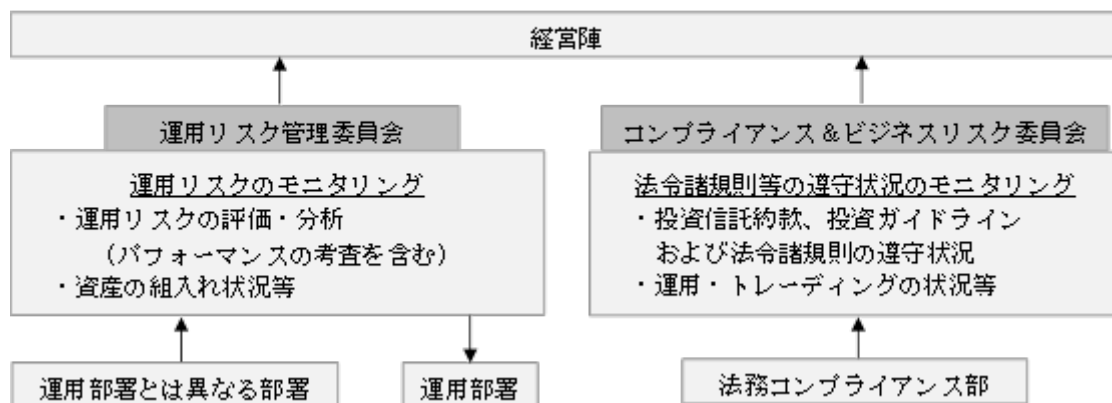 経営陣
運用リスク管理委員会
運用リスクのモニタリング
・運用リスクの評価・分析
（パフォーマンスの考査を含む）
・資産の組入れ状況等
運用部署とは異なる部署
運用部署
コンプライアンス＆ビジネスリスク委員会
法令諸規則等の遵守状況のモニタリング
・投資信託約款、投資ガイドライン
および法令諸規則の遵守状況
・運用・トレーディングの状況等
法務コンプライアンス部